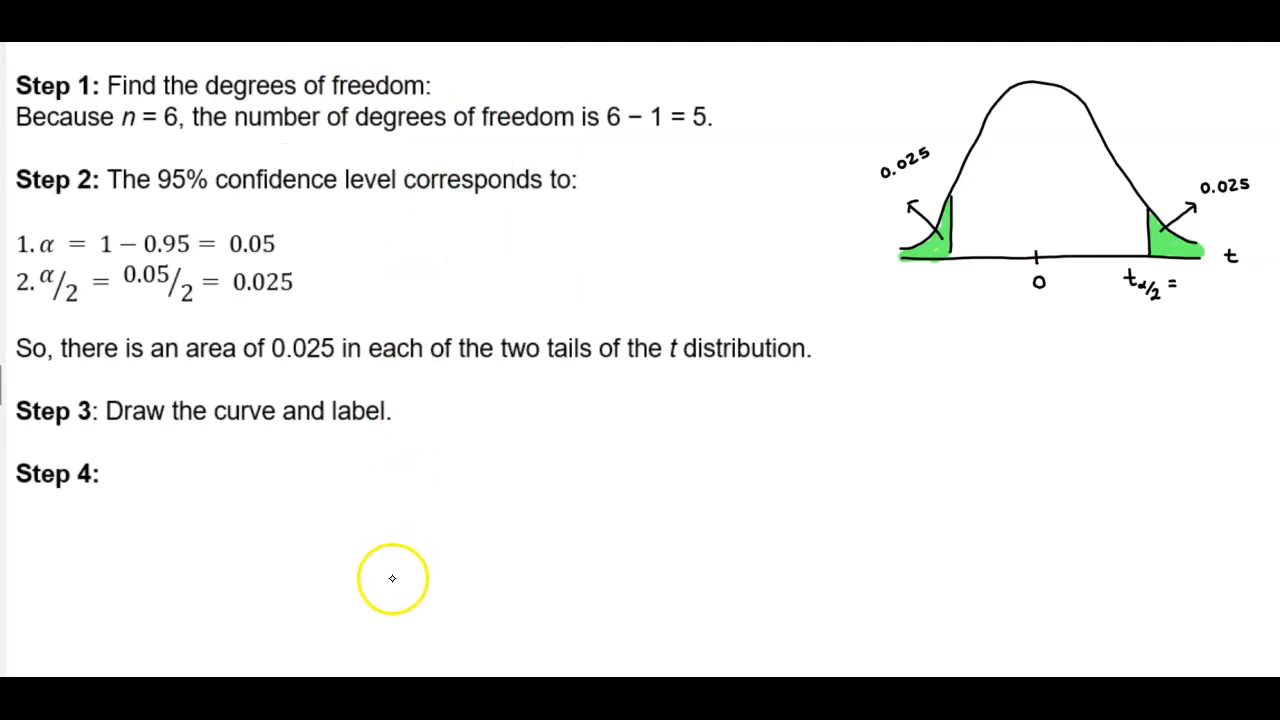 Step 1: Find the degrees of freedom:
Because n = 6, the number of degrees of freedom is 6 − 1 = 5.
Step 2: The 95% confidence level corresponds to:
1. α = 1 − 0.95 = 0.05
2. α/2 = 0.05/2 = 0.025
So, there is an area of 0.025 in each of the two tails of the t distribution.
Step 3: Draw the curve and label.
Step 4:
0.025
0.025
t
0
tα/2 =